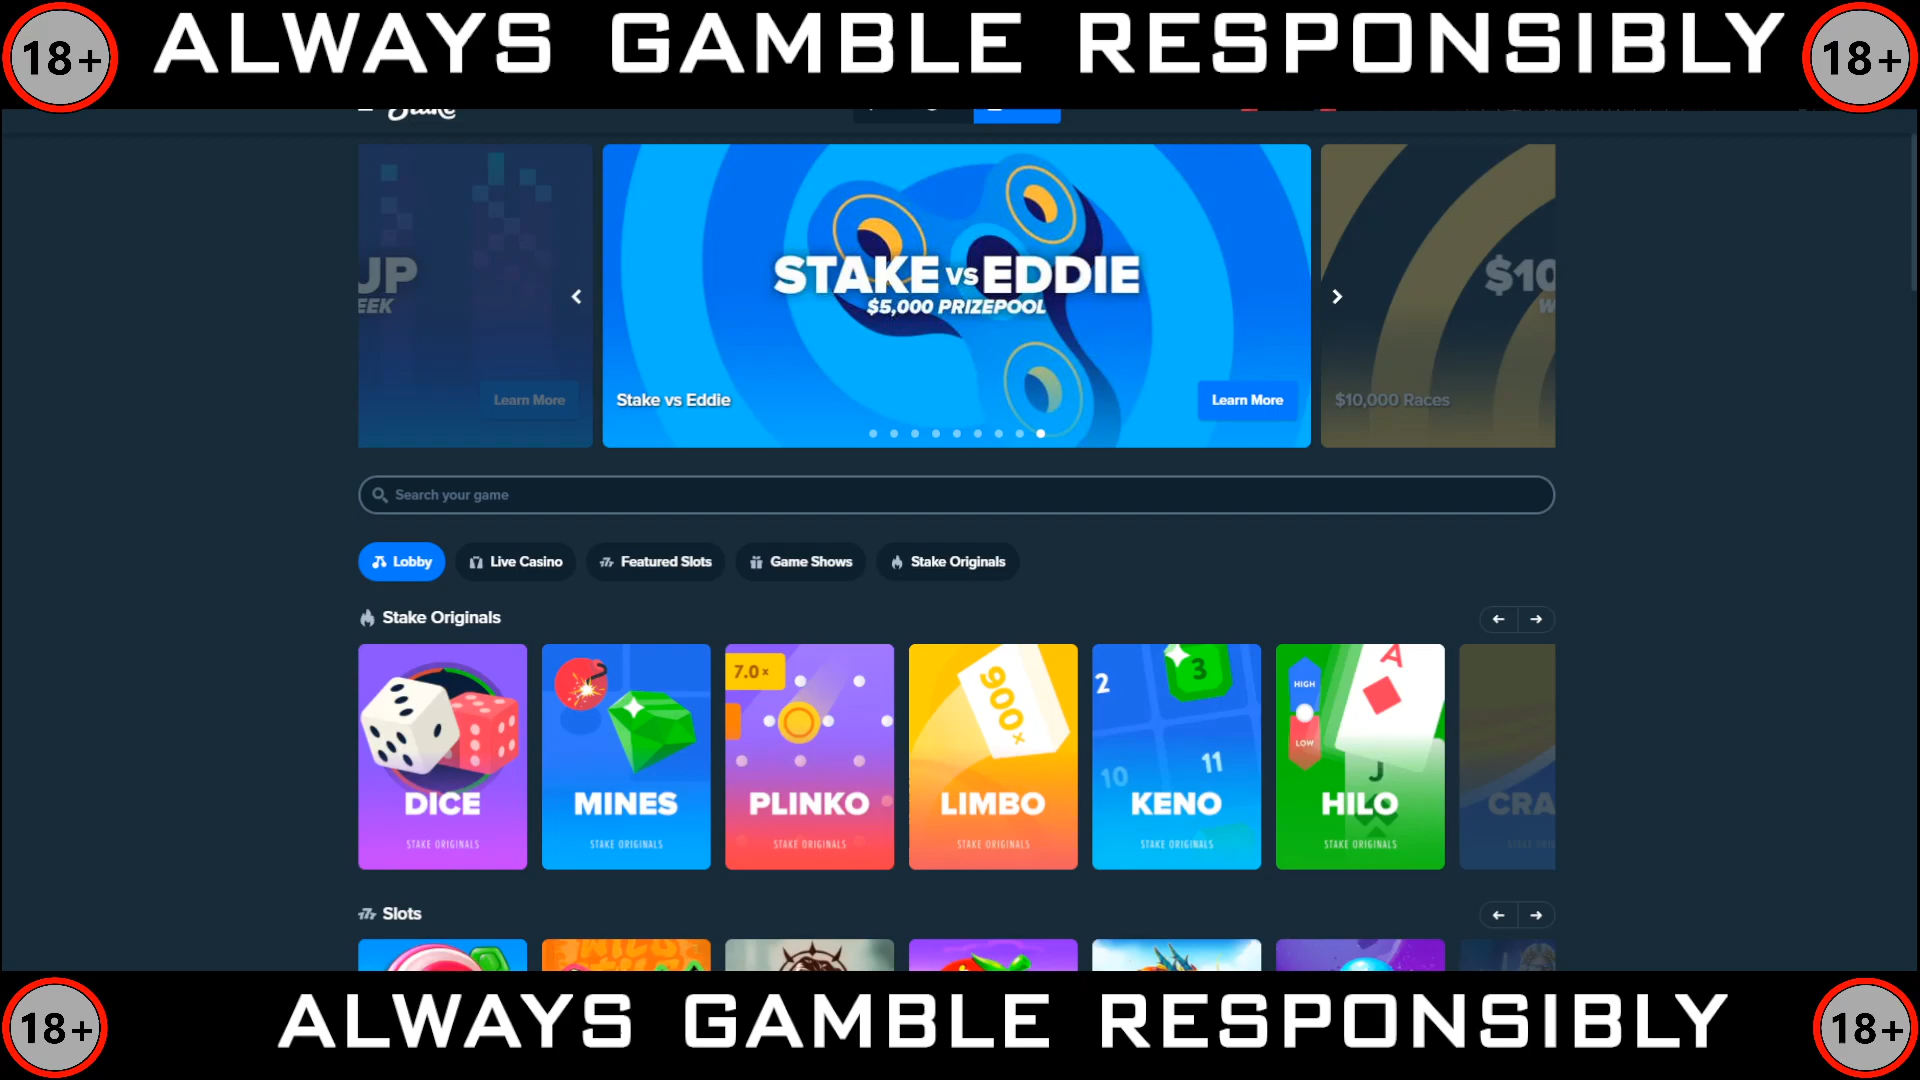 18+ ALWAYS GAMBLE RESPONSIBLY 18+
Stake
STAKE VS EDDIE
$5,000 PRIZEPOOL
Stake vs Eddie
Learn More
UP
EEK
Learn More
$10
W
$10,000 Races
Search your game
Lobby Live Casino Featured Slots Game Shows Stake Originals
Stake Originals
DICE
STAKE ORIGINALS
MINES
STAKE ORIGINALS
7.0×
PLINKO
STAKE ORIGINALS
900×
LIMBO
STAKE ORIGINALS
2
3
10
11
KENO
STAKE ORIGINALS
HIGH
LOW
A
J
HILO
STAKE ORIGINALS
CRA
Slots
18+ ALWAYS GAMBLE RESPONSIBLY 18+